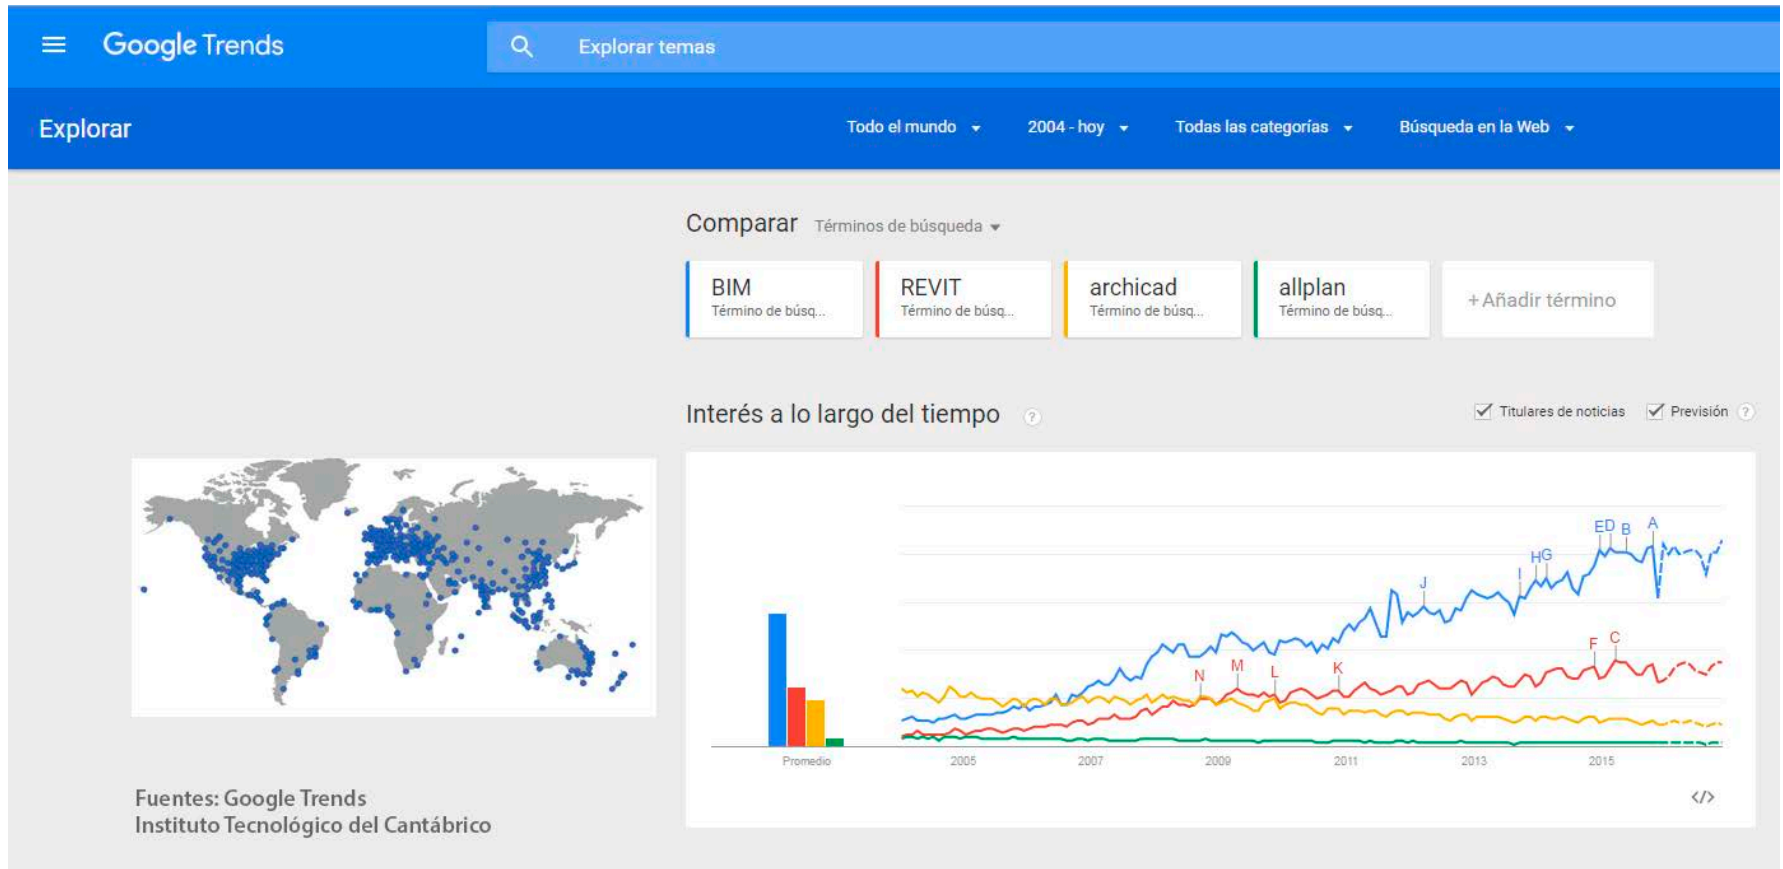 Google Trends
Explorar temas
Explorar
Todo el mundo
2004 - hoy
Todas las categorías
Búsqueda en la Web
Comparar Términos de búsqueda
BIM
Término de búsq...
REVIT
Término de búsq...
archicad
Término de búsq...
allplan
Término de búsq...
+ Añadir término
Interés a lo largo del tiempo ?
Titulares de noticias
Previsión ?
E D B A
H G
I
J
F C
N M L K
Promedio 2005 2007 2009 2011 2013 2015
</>
Fuentes: Google Trends
Instituto Tecnológico del Cantábrico